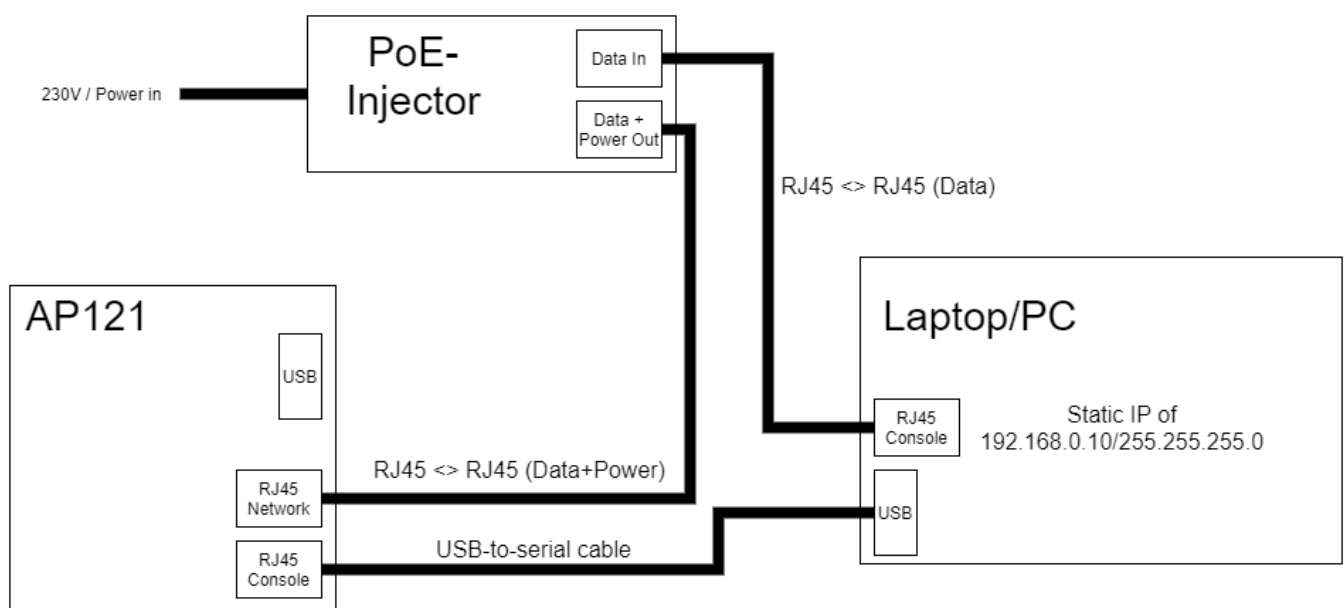 PoE-
Injector
Data In
Data +
Power Out
230V / Power in
RJ45 <> RJ45 (Data)
AP121
USB
RJ45
Network
RJ45
Console
RJ45 <> RJ45 (Data+Power)
USB-to-serial cable
Laptop/PC
RJ45
Console
Static IP of
192.168.0.10/255.255.255.0
USB